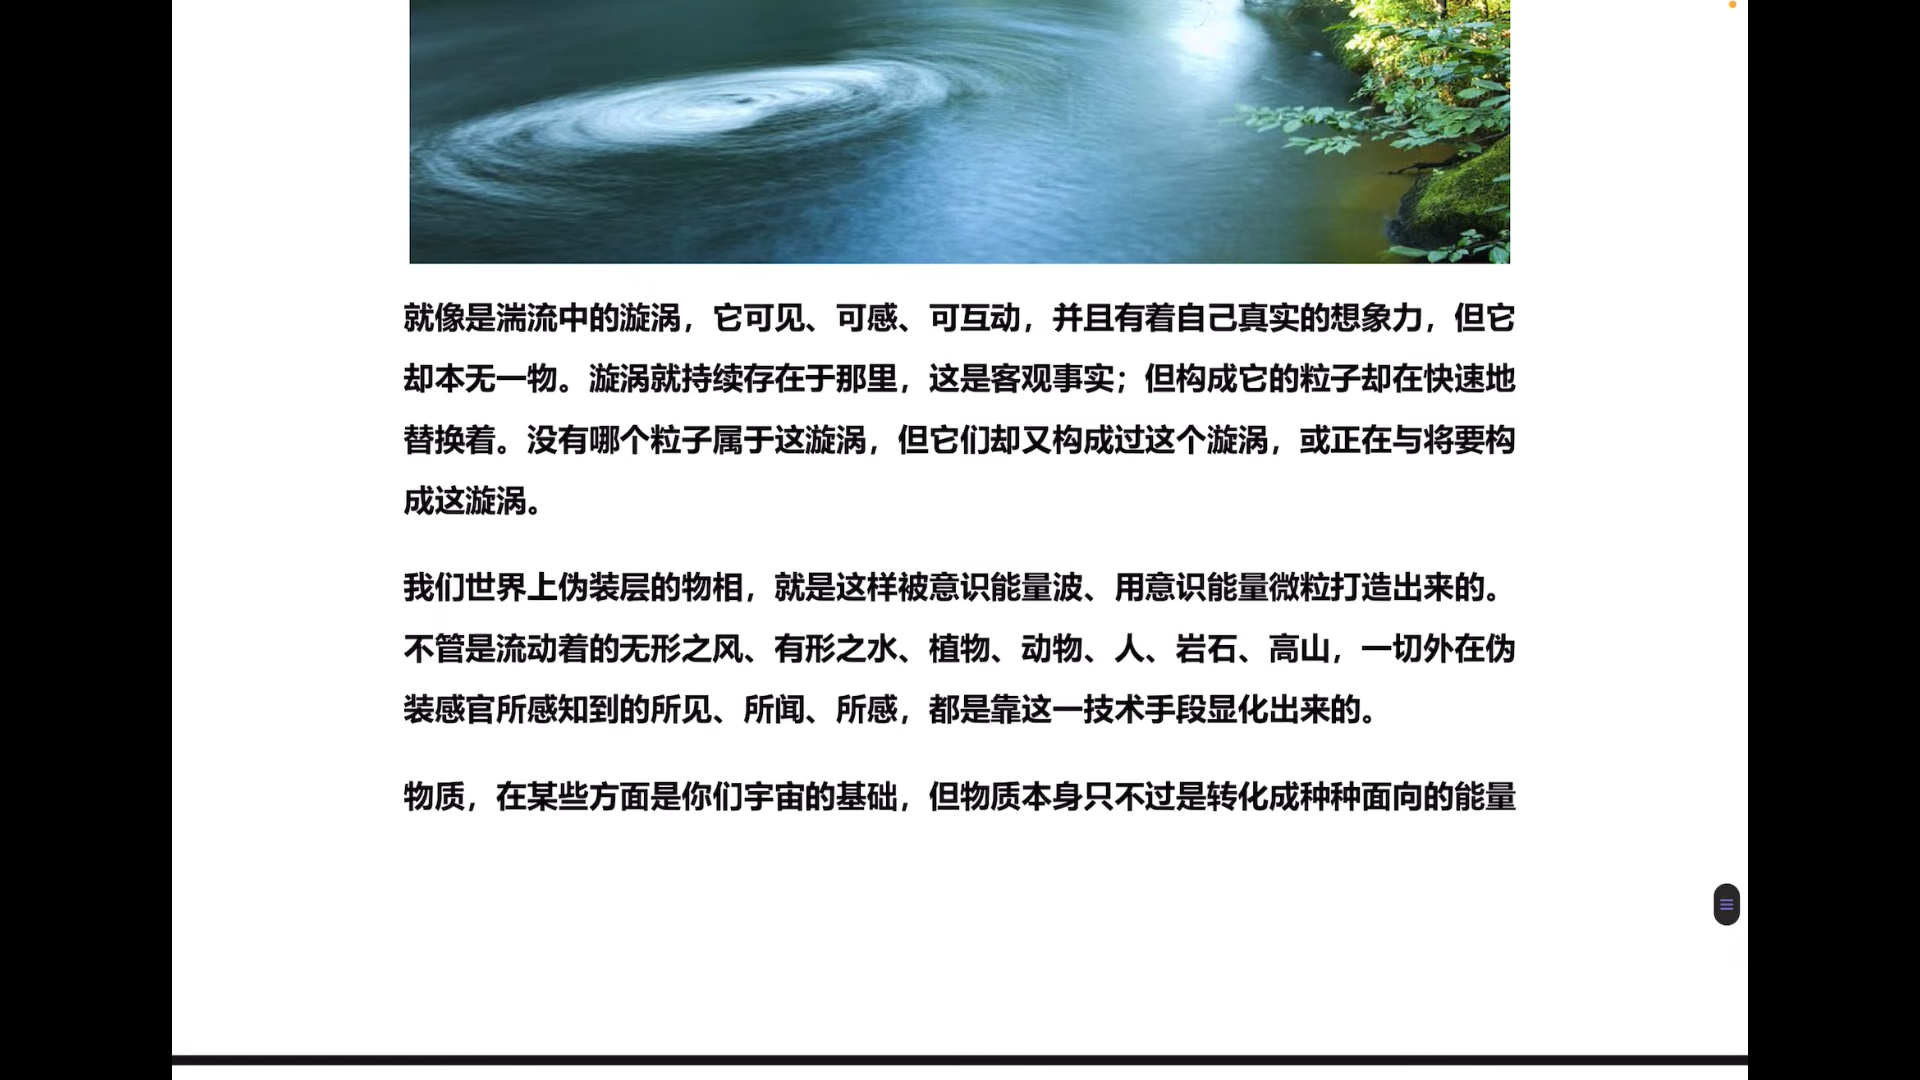 就像是湍流中的漩涡，它可见、可感、可互动，并且有着自己真实的想象力，但它
却本无一物。漩涡就持续存在于那里，这是客观事实；但构成它的粒子却在快速地
替换着。没有哪个粒子属于这漩涡，但它们却又构成过这个漩涡，或正在与将要构
成这漩涡。
我们世界上伪装层的物相，就是这样被意识能量波、用意识能量微粒打造出来的。
不管是流动着的无形之风、有形之水、植物、动物、人、岩石、高山，一切外在伪
装感官所感知到的所见、所闻、所感，都是靠这一技术手段显化出来的。
物质，在某些方面是你们宇宙的基础，但物质本身只不过是转化成种种面向的能量